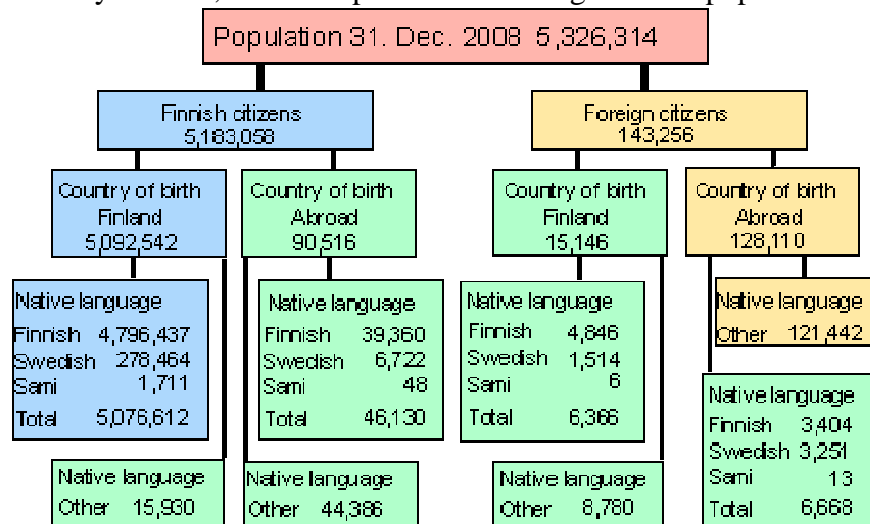 Population 31. Dec. 2008 5,326,314
Finnish citizens
5,183,058
Foreign citizens
143,256
Country of birth
Finland
5,092,542
Country of birth
Abroad
90,516
Country of birth
Finland
15,146
Country of birth
Abroad
128,110
Native language
Finnish 4,796,437
Swedish 278,464
Sami 1,711
Total 5,076,612
Native language
Finnish 39,360
Swedish 6,722
Sami 48
Total 46,130
Native language
Finnish 4,846
Swedish 1,514
Sami 6
Total 6,366
Native language
Other 121,442
Native language
Finnish 3,404
Swedish 3,251
Sami 13
Total 6,668
Native language
Other 15,930
Native language
Other 44,386
Native language
Other 8,780